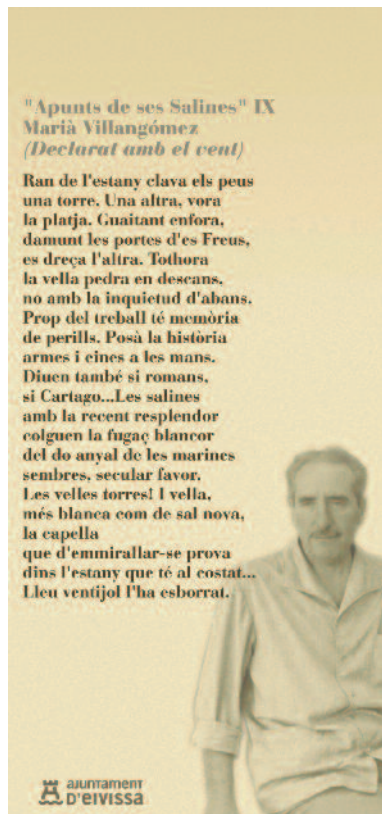 "Apunts de ses Salines" IX
Marià Villangómez
(Declarat amb el vent)
Ran de l'estany clava els peus
una torre. Una altra, vora
la platja. Guaitant enfora,
damunt les portes d'es Freus,
es dreça l'altra. Tothora
la vella pedra en descans,
no amb la inquietud d'abans.
Prop del treball té memòria
de perills. Posà la història
armes i eines a les mans.
Diuen també si romans,
si Cartago...Les salines
amb la recent resplendor
colguen la fugaç blancor
del do anyal de les marines
sembres, secular favor.
Les velles torres! I vella,
més blanca com de sal nova,
la capella
que d'emmirallar-se prova
dins l'estany que té al costat...
Lleu ventijol l'ha esborrat.
ajuntament
D'eivissa